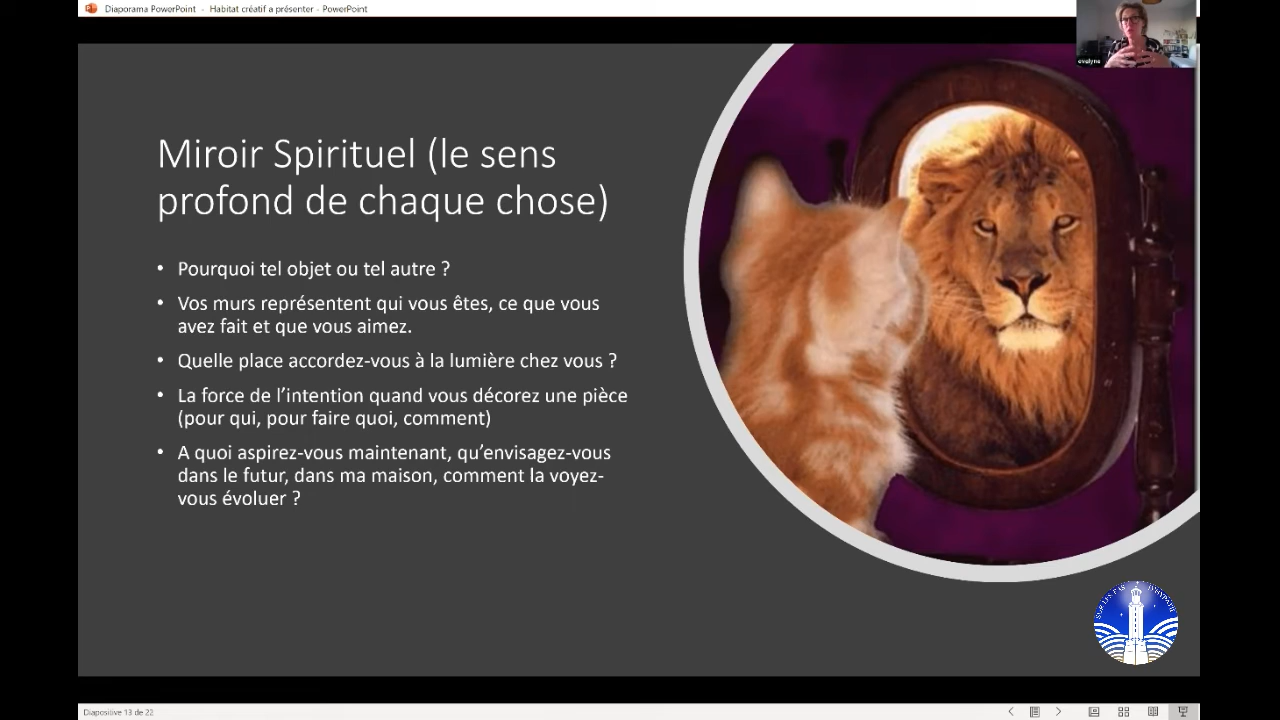 Diaporama PowerPoint - Habitat créatif a présenter - PowerPoint
evelyne
Miroir Spirituel (le sens
profond de chaque chose)
• Pourquoi tel objet ou tel autre ?
• Vos murs représentent qui vous êtes, ce que vous
avez fait et que vous aimez.
• Quelle place accordez-vous à la lumière chez vous ?
• La force de l’intention quand vous décorez une pièce
(pour qui, pour faire quoi, comment)
• A quoi aspirez-vous maintenant, qu’envisagez-vous
dans le futur, dans ma maison, comment la voyez-
vous évoluer ?
SUR LES PAS
Diapositive 13 de 22